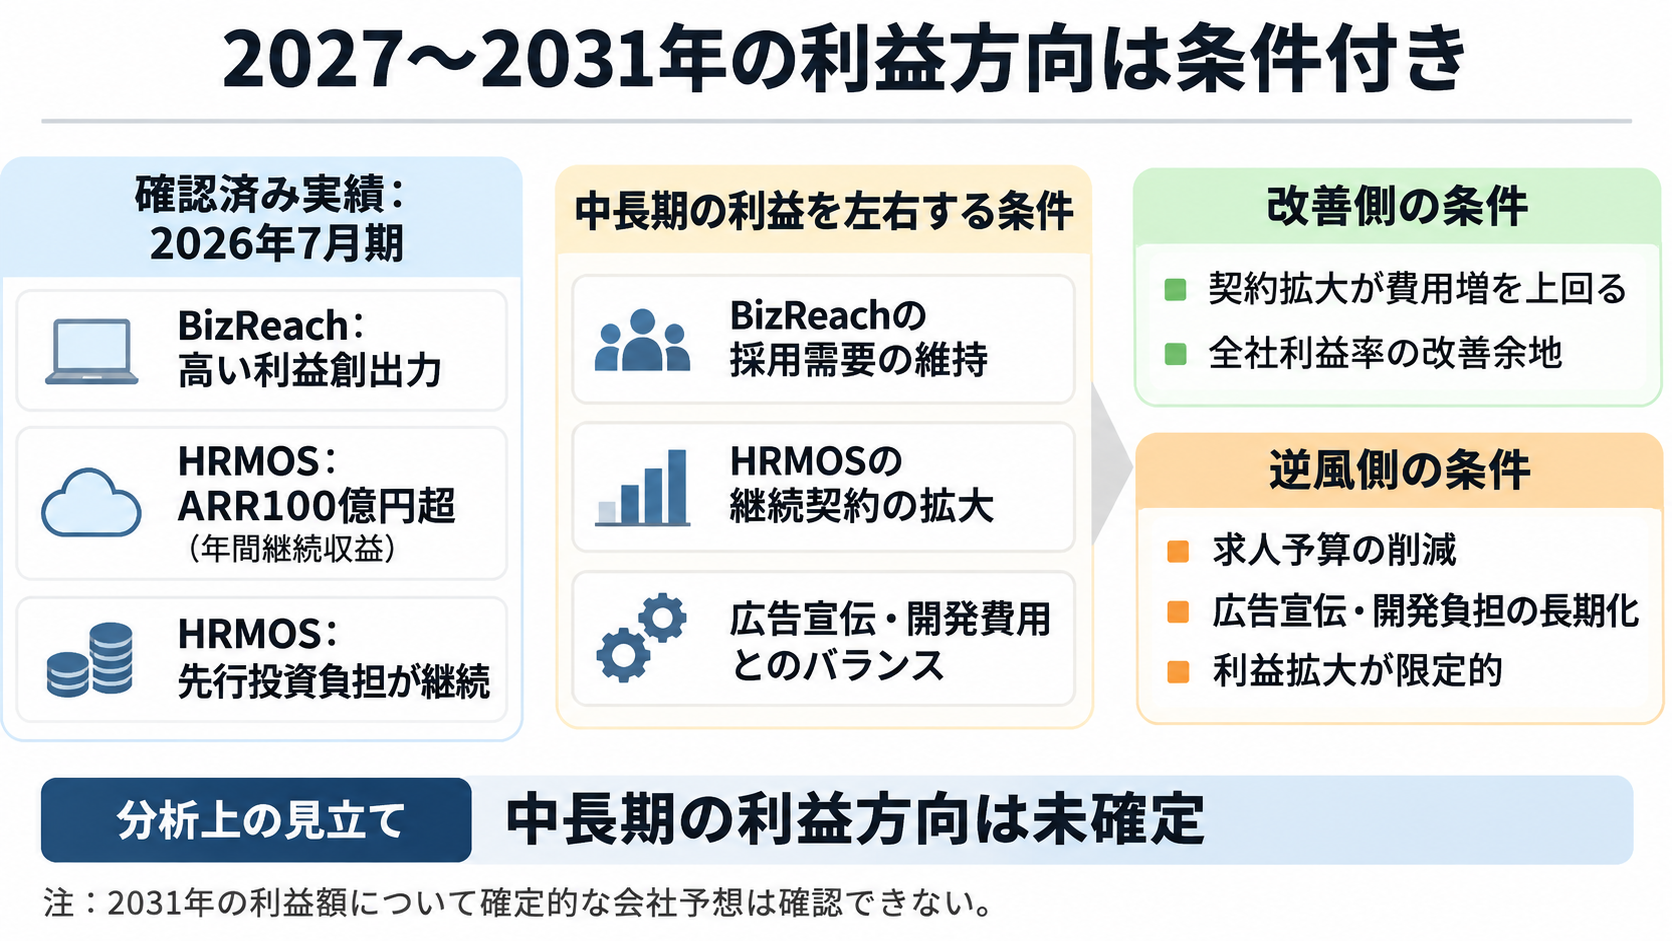 2027〜2031年の利益方向は条件付き
確認済み実績：
2026年7月期
BizReach：
高い利益創出力
HRMOS：
ARR100億円超
（年間継続収益）
HRMOS：
先行投資負担が継続
中長期の利益を左右する条件
BizReachの
採用需要の維持
HRMOSの
継続契約の拡大
広告宣伝・開発費用
とのバランス
改善側の条件
契約拡大が費用増を上回る
全社利益率の改善余地
逆風側の条件
求人予算の削減
広告宣伝・開発負担の長期化
利益拡大が限定的
分析上の見立て
中長期の利益方向は未確定
注：2031年の利益額について確定的な会社予想は確認できない。